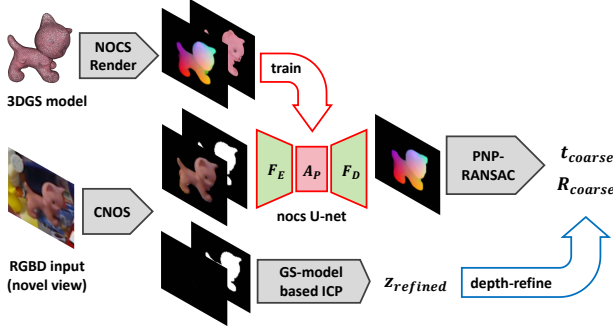 NOCS
Render
3DGS model
train
CNOS
F_E
A_P
F_D
nocs U-net
PNP-
RANSAC
t_coarse
R_coarse
RGBD input
(novel view)
GS-model
based ICP
z_refined
depth-refine